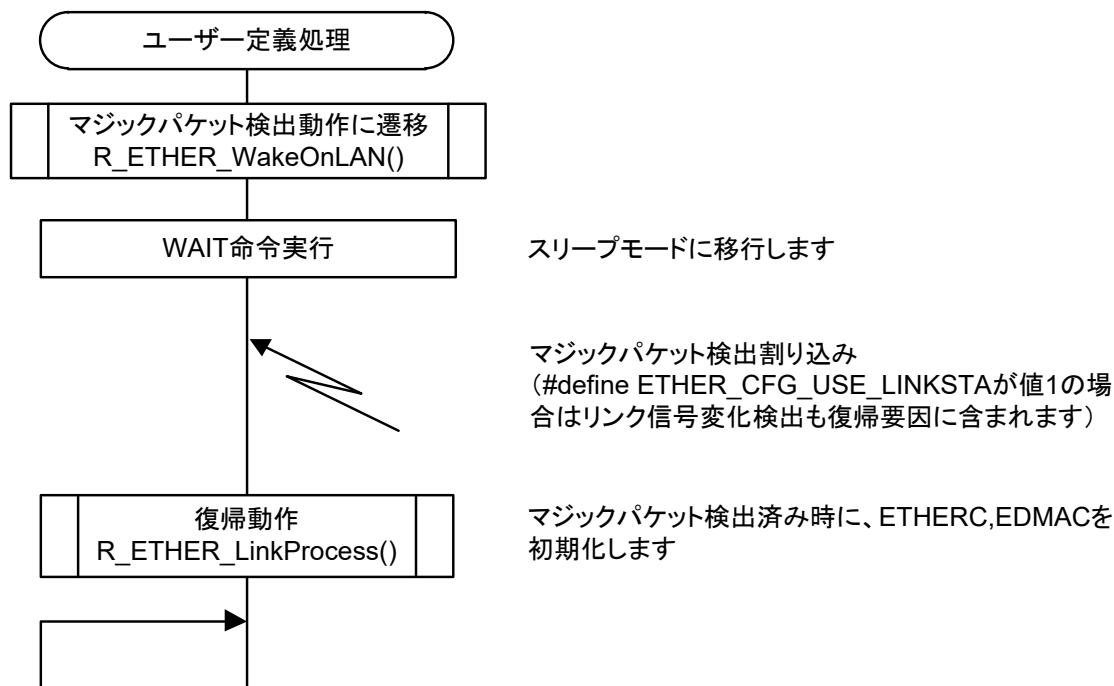 ユーザー定義処理
マジックパケット検出動作に遷移
R_ETHER_WakeOnLAN()
WAIT命令実行
スリープモードに移行します
マジックパケット検出割り込み
（#define ETHER_CFG_USE_LINKSTAが値1の場
合はリンク信号変化検出も復帰要因に含まれます）
復帰動作
R_ETHER_LinkProcess()
マジックパケット検出済み時に、ETHERC,EDMACを
初期化します